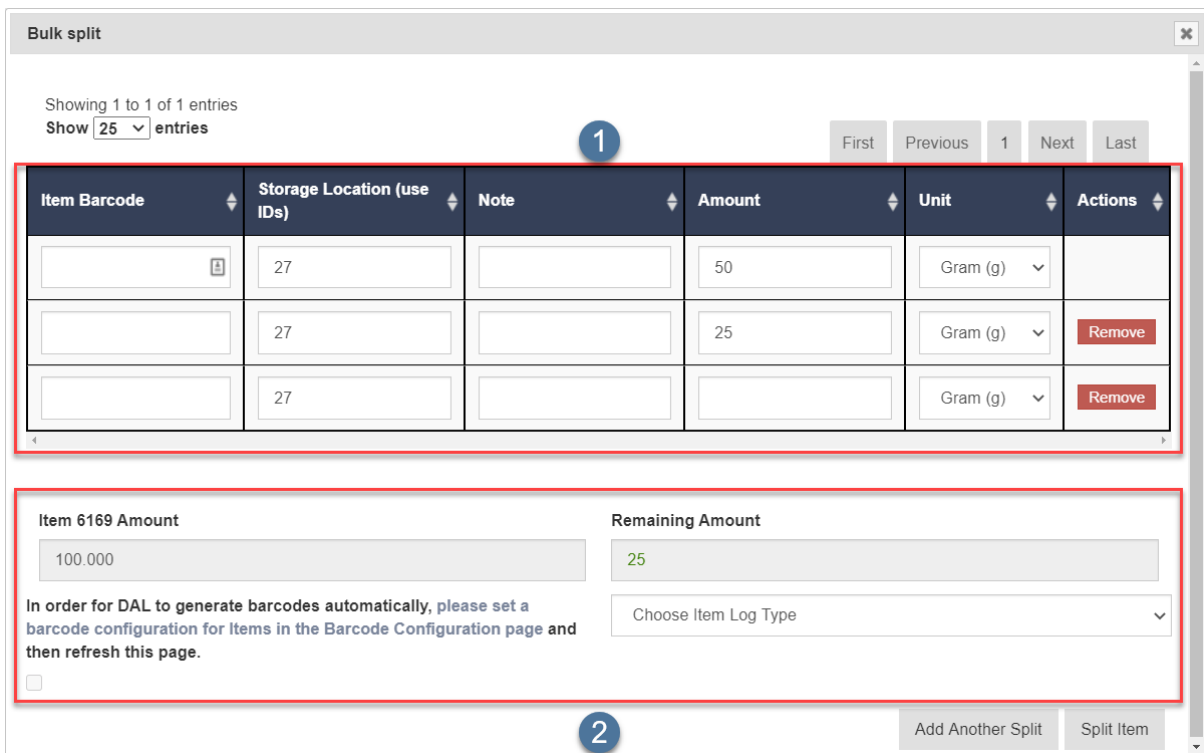 Bulk split
Showing 1 to 1 of 1 entries
Show 25 entries
1
First Previous 1 Next Last
Item Barcode Storage Location (use IDs) Note Amount Unit Actions
27 50 Gram (g)
27 25 Gram (g) Remove
27 Gram (g) Remove
Item 6169 Amount Remaining Amount
100.000 25
In order for DAL to generate barcodes automatically, please set a
barcode configuration for Items in the Barcode Configuration page and
then refresh this page.
Choose Item Log Type
2
Add Another Split Split Item